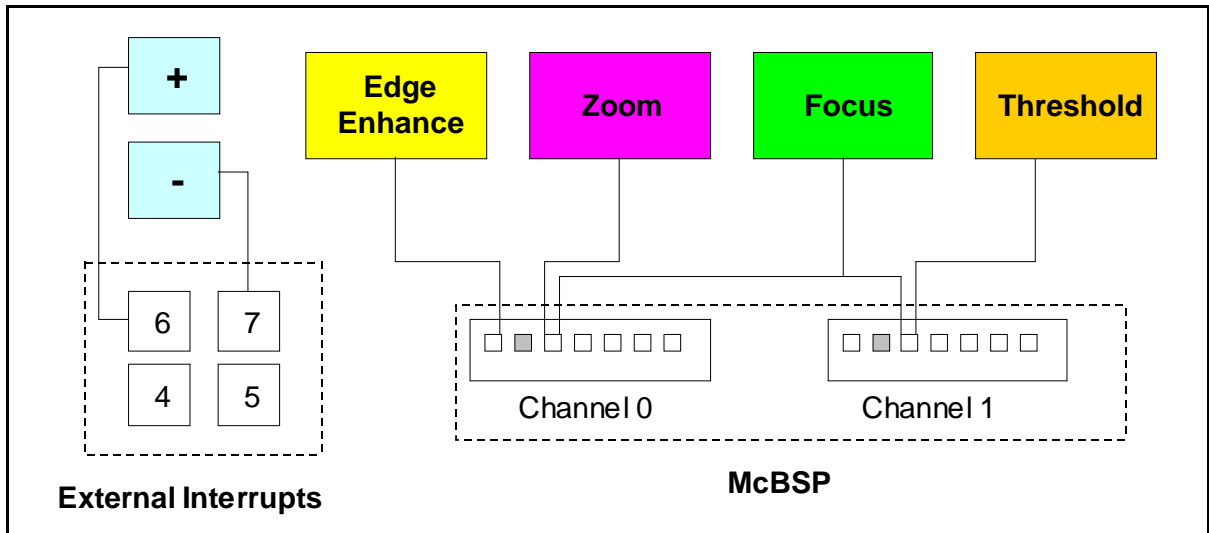 +
-
Edge
Enhance
Zoom
Focus
Threshold
6
7
4
5
Channel 0
Channel 1
External Interrupts
McBSP